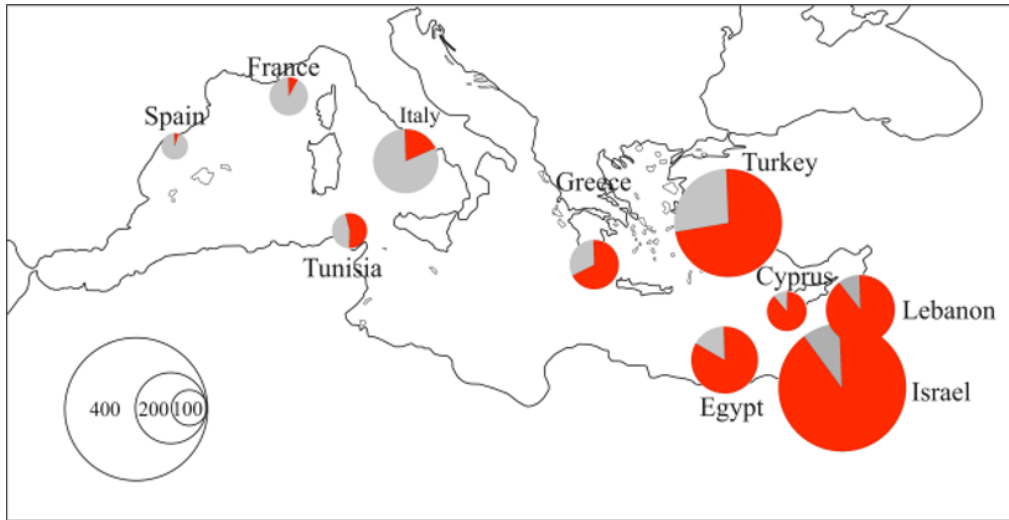 France
Spain
Italy
Turkey
Greece
Tunisia
Cyprus
Lebanon
Israel
Egypt
400 200 100